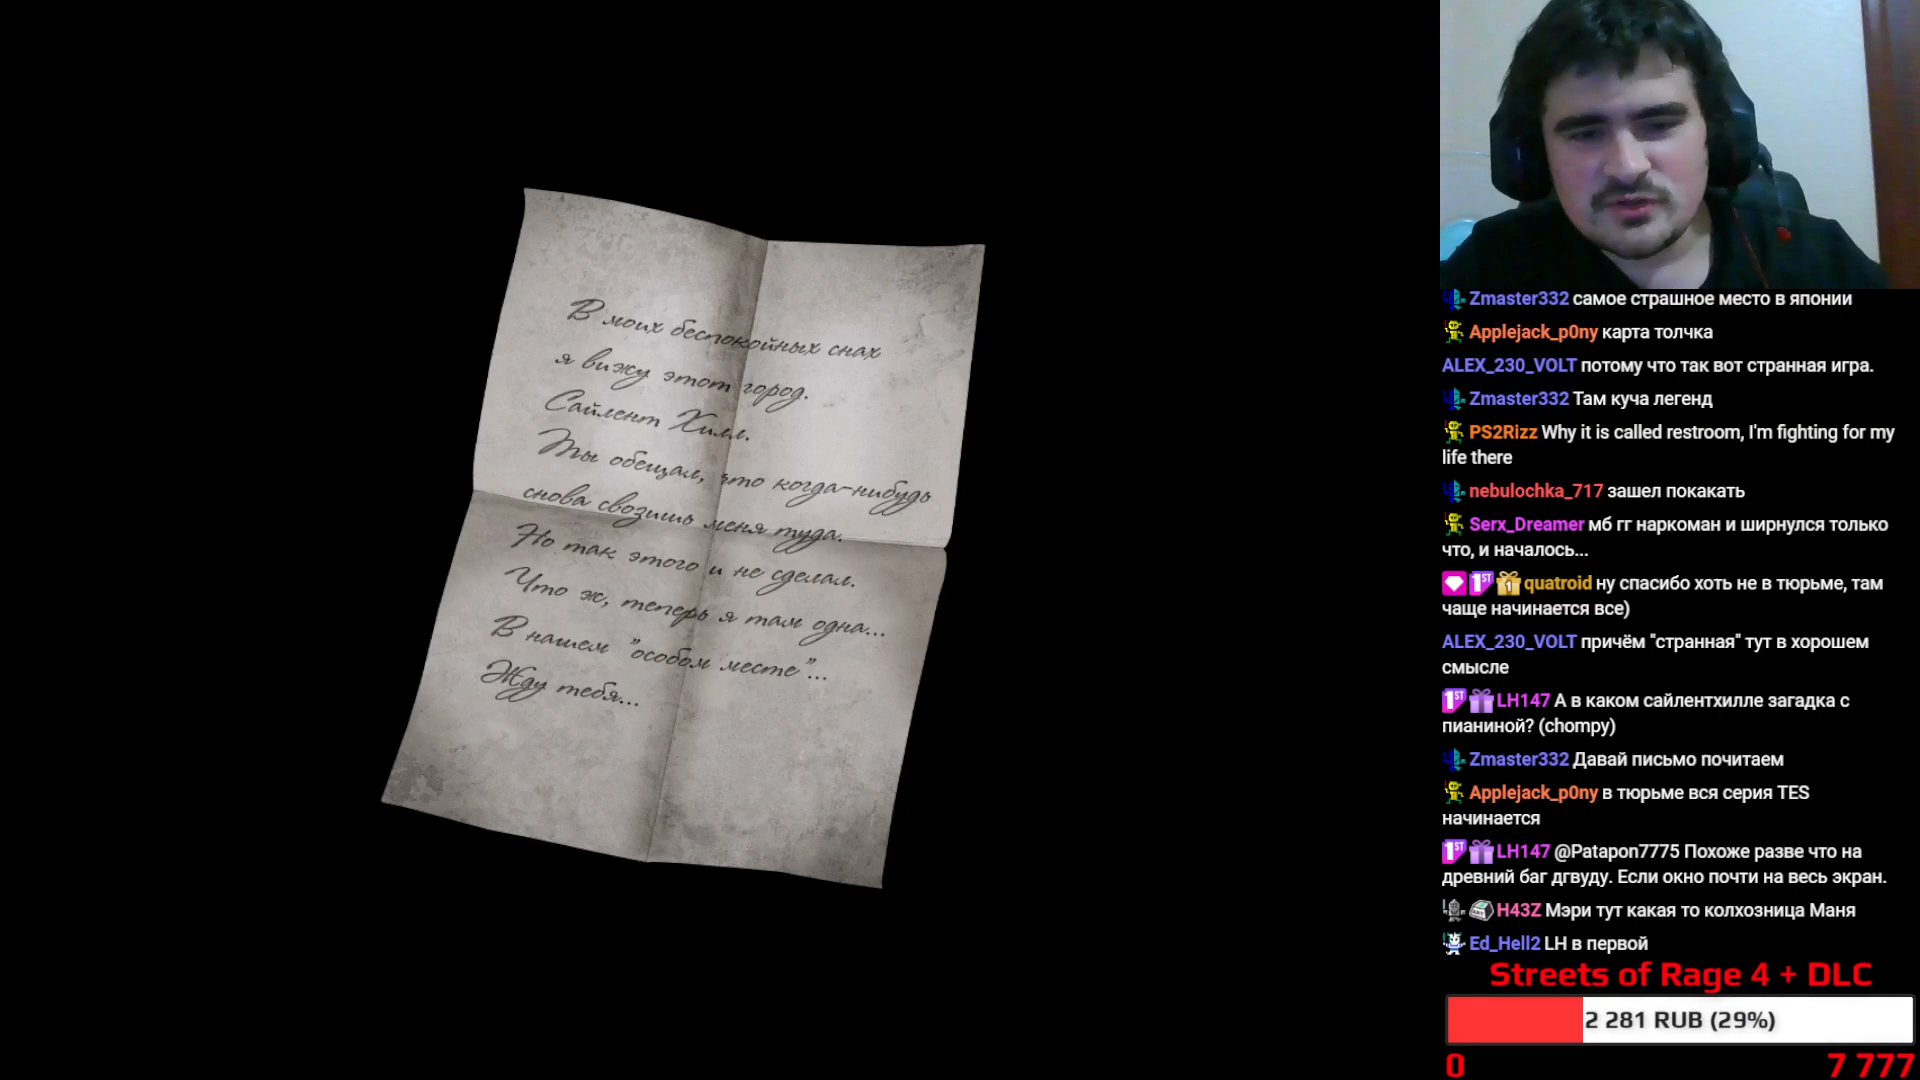 В моих беспокойных снах
я вижу этот город.
Сайлент Хилл.
Ты обещал, что когда-нибудь
снова свозишь меня туда.
Но так этого и не сделал.
Что ж, теперь я там одна...
В нашем "особом месте"...
Жду тебя...
Zmaster332 самое страшное место в японии
Applejack_p0ny карта толчка
ALEX_230_VOLT потому что так вот странная игра.
Zmaster332 Там куча легенд
PS2Rizz Why it is called restroom, I'm fighting for my
life there
nebulochka_717 зашел покакать
Serx_Dreamer мб гг наркоман и ширнулся только
что, и началось...
1ST 1 quatroid ну спасибо хоть не в тюрьме, там
чаще начинается все)
ALEX_230_VOLT причём "странная" тут в хорошем
смысле
1ST LH147 А в каком сайлентхилле загадка с
пианиной? (chompy)
Zmaster332 Давай письмо почитаем
Applejack_p0ny в тюрьме вся серия TES
начинается
1ST LH147 @Patapon7775 Похоже разве что на
древний баг дгвуду. Если окно почти на весь экран.
H43Z Мэри тут какая то колхозница Маня
Ed_Hell2 LH в первой
Streets of Rage 4 + DLC
2 281 RUB (29%)
0 7 777